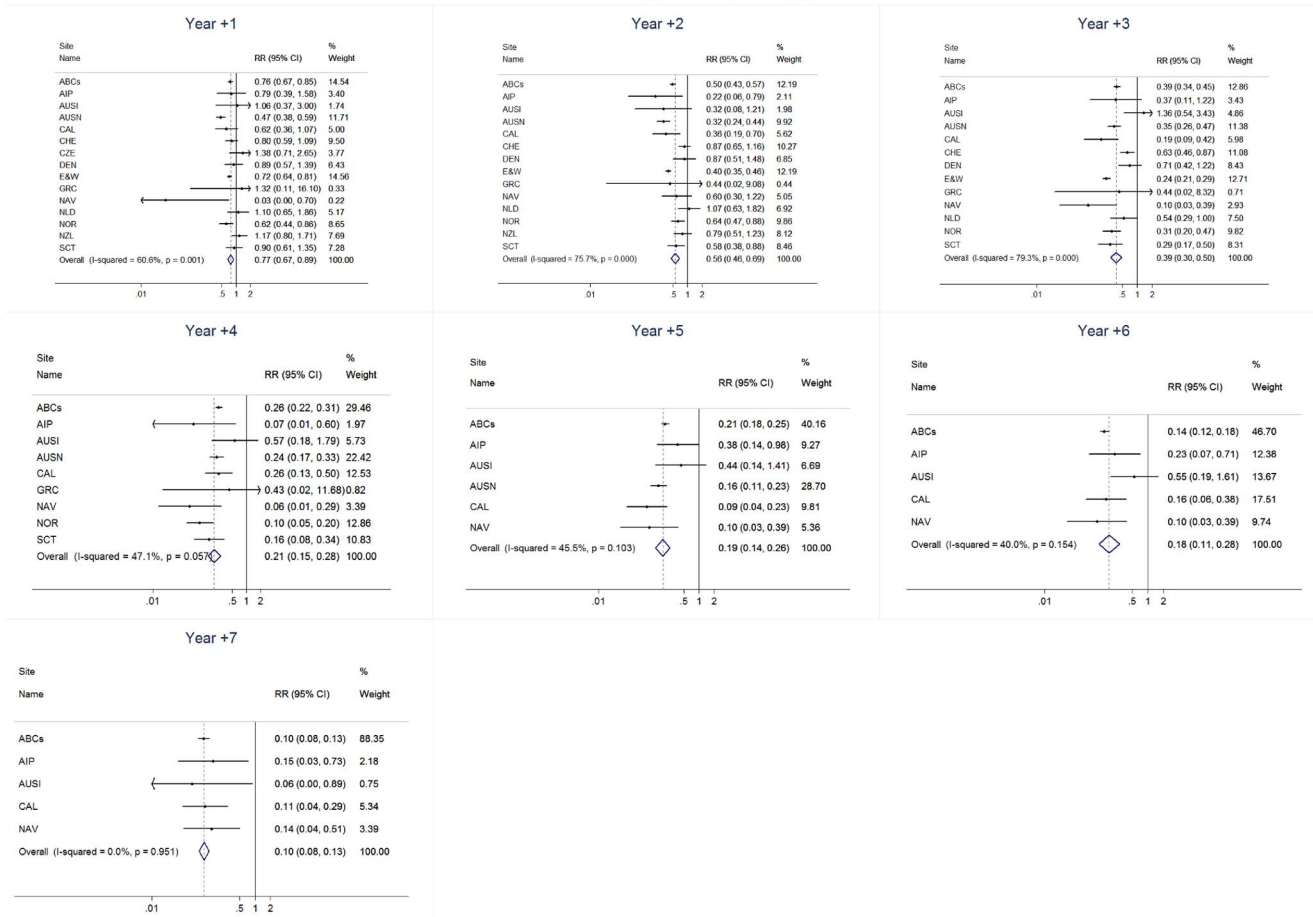 Year +1
Site %
Name RR (95% CI) Weight
ABCs 0.76 (0.67, 0.85) 14.54
AIP 0.79 (0.39, 1.58) 3.40
AUSI 1.06 (0.37, 3.00) 1.74
AUSN 0.47 (0.38, 0.59) 11.71
CAL 0.62 (0.36, 1.07) 5.00
CHE 0.80 (0.59, 1.09) 9.50
CZE 1.38 (0.71, 2.65) 3.77
DEN 0.89 (0.57, 1.39) 6.43
E&W 0.72 (0.64, 0.81) 14.56
GRC 1.32 (0.11, 16.10) 0.33
NAV 0.03 (0.00, 0.70) 0.22
NLD 1.10 (0.65, 1.86) 5.17
NOR 0.62 (0.44, 0.86) 8.65
NZL 1.17 (0.80, 1.71) 7.69
SCT 0.90 (0.61, 1.35) 7.28
Overall (I-squared = 60.6%, p = 0.001) 0.77 (0.67, 0.89) 100.00
.01 .5 1 2
Year +2
Site %
Name RR (95% CI) Weight
ABCs 0.50 (0.43, 0.57) 12.19
AIP 0.22 (0.06, 0.79) 2.11
AUSI 0.32 (0.08, 1.21) 1.98
AUSN 0.32 (0.24, 0.44) 9.92
CAL 0.36 (0.19, 0.70) 5.62
CHE 0.87 (0.65, 1.16) 10.27
DEN 0.87 (0.51, 1.48) 6.85
E&W 0.40 (0.35, 0.46) 12.19
GRC 0.44 (0.02, 9.08) 0.44
NAV 0.60 (0.30, 1.22) 5.05
NLD 1.07 (0.63, 1.82) 6.92
NOR 0.64 (0.47, 0.88) 9.86
NZL 0.79 (0.51, 1.23) 8.12
SCT 0.58 (0.38, 0.88) 8.46
Overall (I-squared = 75.7%, p = 0.000) 0.56 (0.46, 0.69) 100.00
.01 .5 1 2
Year +3
Site %
Name RR (95% CI) Weight
ABCs 0.39 (0.34, 0.45) 12.86
AIP 0.37 (0.11, 1.22) 3.43
AUSI 1.36 (0.54, 3.43) 4.86
AUSN 0.35 (0.26, 0.47) 11.38
CAL 0.19 (0.09, 0.42) 5.98
CHE 0.63 (0.46, 0.87) 11.08
DEN 0.71 (0.42, 1.22) 8.43
E&W 0.24 (0.21, 0.29) 12.71
GRC 0.44 (0.02, 8.32) 0.71
NAV 0.10 (0.03, 0.39) 2.93
NLD 0.54 (0.29, 1.00) 7.50
NOR 0.31 (0.20, 0.47) 9.82
SCT 0.29 (0.17, 0.50) 8.31
Overall (I-squared = 79.3%, p = 0.000) 0.39 (0.30, 0.50) 100.00
.01 .5 1 2
Year +4
Site %
Name RR (95% CI) Weight
ABCs 0.26 (0.22, 0.31) 29.46
AIP 0.07 (0.01, 0.60) 1.97
AUSI 0.57 (0.18, 1.79) 5.73
AUSN 0.24 (0.17, 0.33) 22.42
CAL 0.26 (0.13, 0.50) 12.53
GRC 0.43 (0.02, 11.68)0.82
NAV 0.06 (0.01, 0.29) 3.39
NOR 0.10 (0.05, 0.20) 12.86
SCT 0.16 (0.08, 0.34) 10.83
Overall (I-squared = 47.1%, p = 0.057) 0.21 (0.15, 0.28) 100.00
.01 .5 1 2
Year +5
Site %
Name RR (95% CI) Weight
ABCs 0.21 (0.18, 0.25) 40.16
AIP 0.38 (0.14, 0.98) 9.27
AUSI 0.44 (0.14, 1.41) 6.69
AUSN 0.16 (0.11, 0.23) 28.70
CAL 0.09 (0.04, 0.23) 9.81
NAV 0.10 (0.03, 0.39) 5.36
Overall (I-squared = 45.5%, p = 0.103) 0.19 (0.14, 0.26) 100.00
.01 .5 1 2
Year +6
Site %
Name RR (95% CI) Weight
ABCs 0.14 (0.12, 0.18) 46.70
AIP 0.23 (0.07, 0.71) 12.38
AUSI 0.55 (0.19, 1.61) 13.67
CAL 0.16 (0.06, 0.38) 17.51
NAV 0.10 (0.03, 0.39) 9.74
Overall (I-squared = 40.0%, p = 0.154) 0.18 (0.11, 0.28) 100.00
.01 .5 1 2
Year +7
Site %
Name RR (95% CI) Weight
ABCs 0.10 (0.08, 0.13) 88.35
AIP 0.15 (0.03, 0.73) 2.18
AUSI 0.06 (0.00, 0.89) 0.75
CAL 0.11 (0.04, 0.29) 5.34
NAV 0.14 (0.04, 0.51) 3.39
Overall (I-squared = 0.0%, p = 0.951) 0.10 (0.08, 0.13) 100.00
.01 .5 1 2